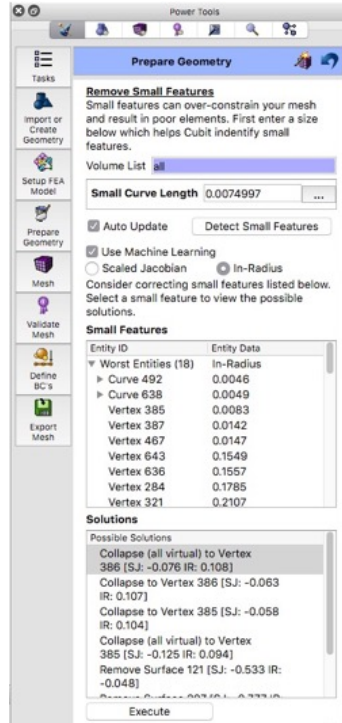 Power Tools
Prepare Geometry
Tasks
Import or
Create
Geometry
Setup FEA
Model
Prepare
Geometry
Mesh
Validate
Mesh
Define
BC's
Export
Mesh
Remove Small Features
Small features can over-constrain your mesh
and result in poor elements. First enter a size
below which helps Cubit indentify small
features.
Volume List all
Small Curve Length 0.0074997 ...
Auto Update Detect Small Features
Use Machine Learning
Scaled Jacobian In-Radius
Consider correcting small features listed below.
Select a small feature to view the possible
solutions.
Small Features
Entity ID Entity Data
Worst Entities (18) In-Radius
Curve 492 0.0046
Curve 638 0.0049
Vertex 385 0.0083
Vertex 387 0.0142
Vertex 467 0.0147
Vertex 643 0.1549
Vertex 636 0.1557
Vertex 284 0.1785
Vertex 321 0.2107
Solutions
Possible Solutions
Collapse (all virtual) to Vertex
386 [SJ: -0.076 IR: 0.108]
Collapse to Vertex 386 [SJ: -0.063
IR: 0.107]
Collapse to Vertex 385 [SJ: -0.058
IR: 0.104]
Collapse (all virtual) to Vertex
385 [SJ: -0.125 IR: 0.094]
Remove Surface 121 [SJ: -0.533 IR:
-0.048]
Execute